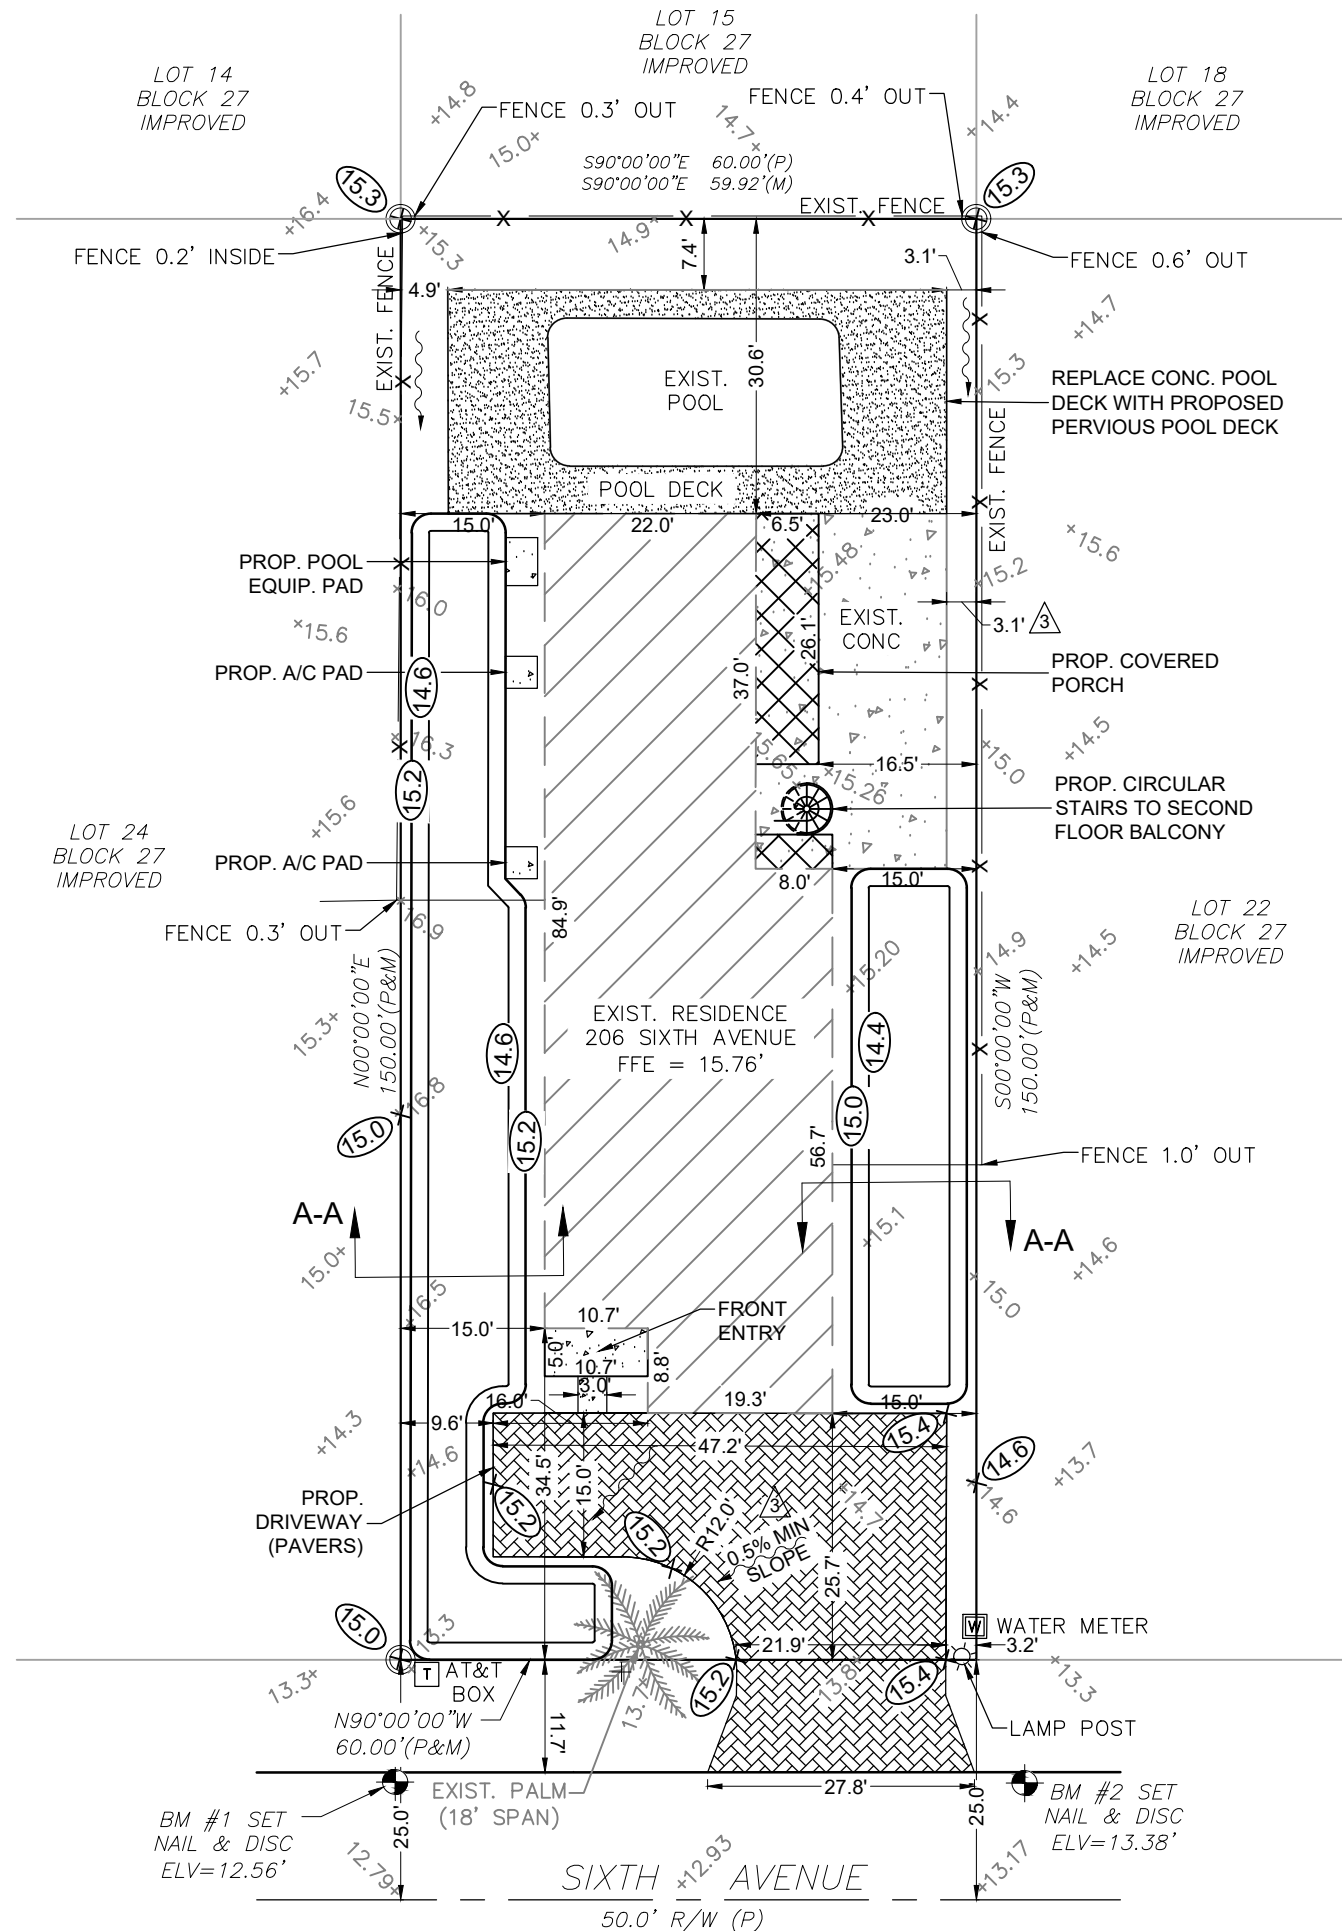 LOT 15
BLOCK 27
IMPROVED
LOT 14
BLOCK 27
IMPROVED
LOT 18
BLOCK 27
IMPROVED
+14.8
FENCE 0.3' OUT
FENCE 0.4' OUT
14.7+
+14.4
15.0+
S90°00'00"E 60.00'(P)
S90°00'00"E 59.92'(M)
15.3
15.3
EXIST. FENCE
+16.4
+15.3
14.9+
7.4'
FENCE 0.2' INSIDE
3.1'
FENCE 0.6' OUT
4.9'
EXIST. FENCE
+14.7
+15.7
15.5+
EXIST.
POOL
30.6'
+15.3
REPLACE CONC. POOL
DECK WITH PROPOSED
PERVIOUS POOL DECK
POOL DECK
EXIST. FENCE
15.0'
22.0'
6.5'
23.0'
PROP. POOL
EQUIP. PAD
+15.48
+15.6
+15.2
+16.0
+15.6
EXIST.
CONC
26.1'
3.1'
3
PROP. A/C PAD
14.6
37.0'
PROP. COVERED
PORCH
+16.3
15.2
16.5'
+15.0
+14.5
15.65+
+15.26
PROP. CIRCULAR
STAIRS TO SECOND
FLOOR BALCONY
+15.6
LOT 24
BLOCK 27
IMPROVED
PROP. A/C PAD
8.0'
15.0'
84.9'
+16.9
FENCE 0.3' OUT
LOT 22
BLOCK 27
IMPROVED
+14.9
+14.5
+15.20
N00°00'00"E
150.00'(P&M)
15.3+
EXIST. RESIDENCE
206 SIXTH AVENUE
FFE = 15.76'
14.6
14.4
S00°00'00"W
150.00'(P&M)
+16.8
15.0
15.2
15.0
56.7'
FENCE 1.0' OUT
A-A
A-A
15.0+
+15.1
+14.6
+16.5
+15.0
10.7'
FRONT
ENTRY
15.0'
5.0'
8.8'
10.7'
3.0'
16.0'
19.3'
15.0'
9.6'
15.4
+14.3
+14.6
47.2'
34.5'
15.0'
14.6
+13.7
+14.6
+14.7
PROP.
DRIVEWAY
(PAVERS)
15.2
15.2
R12.0'
3
0.5% MIN
SLOPE
25.7'
15.0
+13.3
21.9'
WATER METER
W
3.2'
13.3+
T
AT&T
BOX
15.2
13.8+
15.4
+13.3
N90°00'00"W
60.00'(P&M)
11.7'
LAMP POST
EXIST. PALM
(18' SPAN)
27.8'
BM #1 SET
NAIL & DISC
ELV=12.56'
25.0'
25.0'
BM #2 SET
NAIL & DISC
ELV=13.38'
12.79+
SIXTH AVENUE
+12.93
+13.17
50.0' R/W (P)